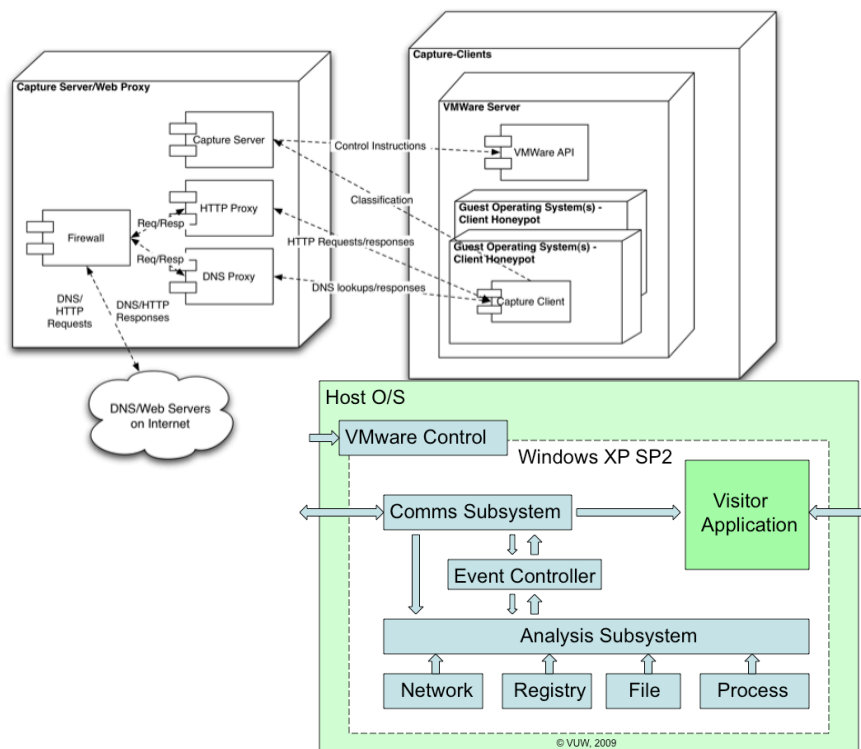 Capture Server/Web Proxy
Capture Server
HTTP Proxy
Firewall
Req/Resp
Req/Resp
DNS Proxy
DNS/
HTTP
Requests
DNS/HTTP
Responses
DNS/Web Servers
on Internet
Control Instructions
Classification
HTTP Requests/responses
DNS lookups/responses
Capture-Clients
VMWare Server
VMWare API
Guest Operating System(s) -
Client Honeypot
Guest Operating System(s) -
Client Honeypot
Capture Client
Host O/S
VMware Control
Windows XP SP2
Comms Subsystem
Visitor
Application
Event Controller
Analysis Subsystem
Network
Registry
File
Process
© VUW, 2009